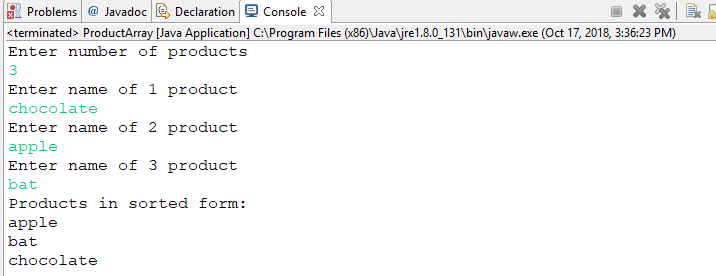 Problems @ Javadoc Declaration Console
<terminated> ProductArray [Java Application] C:\Program Files (x86)\Java\jre1.8.0_131\bin\javaw.exe (Oct 17, 2018, 3:36:23 PM)
Enter number of products
3
Enter name of 1 product
chocolate
Enter name of 2 product
apple
Enter name of 3 product
bat
Products in sorted form:
apple
bat
chocolate